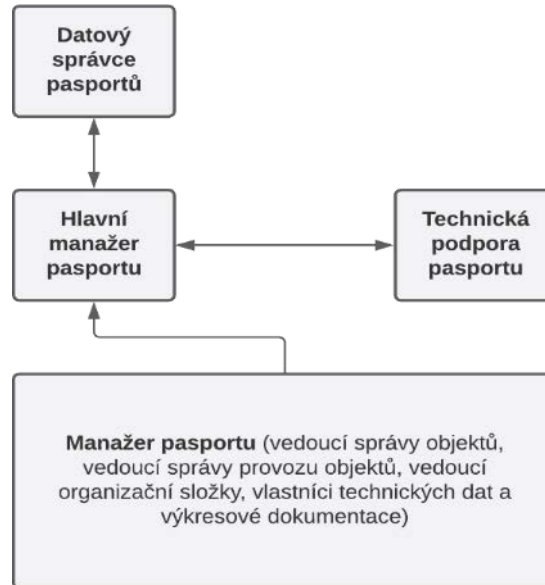 Datový
správce
pasportů
Hlavní
manažer
pasportu
Technická
podpora
pasportu
Manažer pasportu (vedoucí správy objektů,
vedoucí správy provozu objektů, vedoucí
organizační složky, vlastníci technických dat a
výkresové dokumentace)